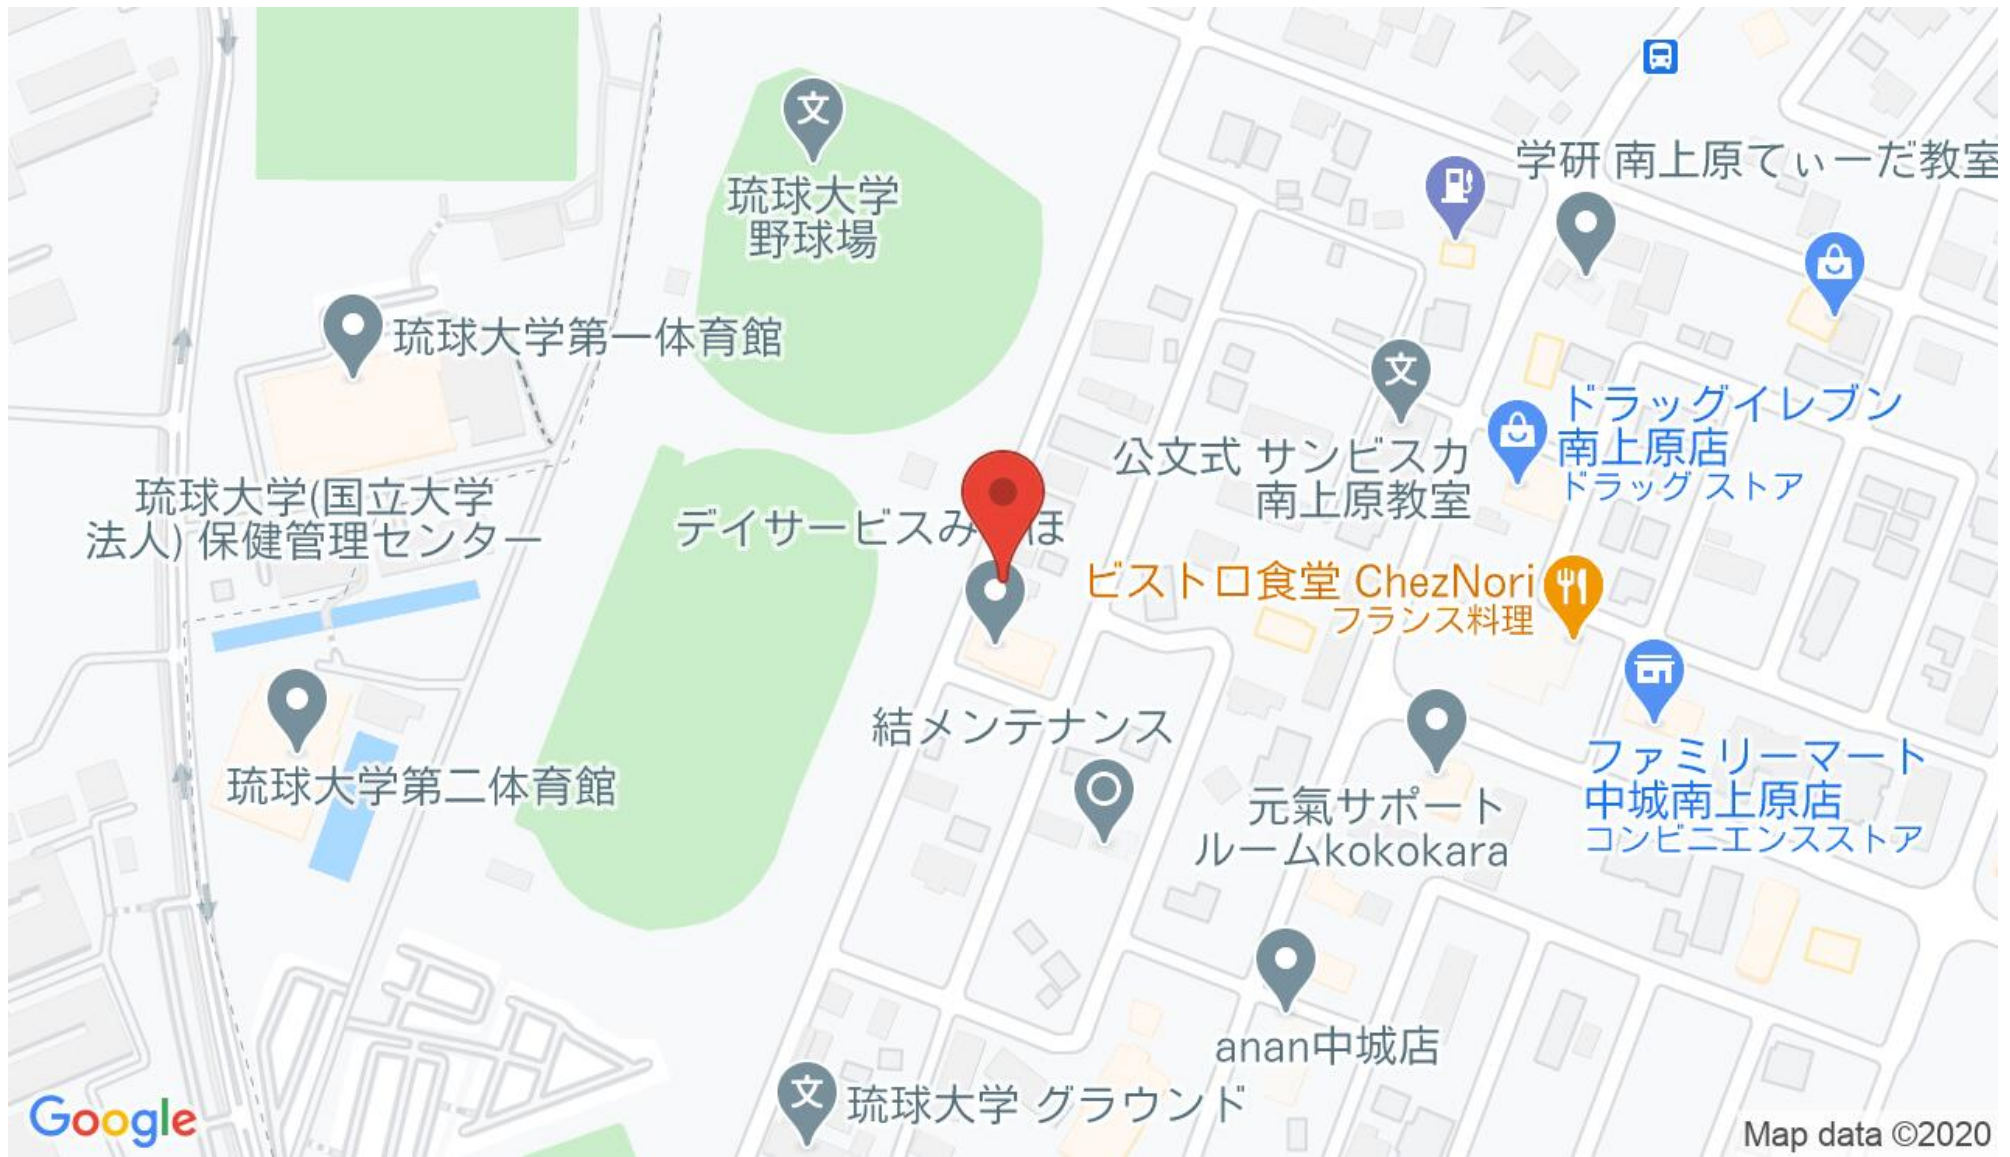 学研 南上原てぃーだ教室
文
琉球大学
野球場
琉球大学第一体育館
文
ドラッグイレブン
南上原店
ドラッグ ストア
公文式 サンビスカ
南上原教室
琉球大学(国立大学
法人) 保健管理センター
デイサービスみ
ほ
ビストロ食堂 ChezNori
フランス料理
結メンテナンス
琉球大学第二体育館
ファミリーマート
中城南上原店
コンビニエンスストア
元氣サポート
ルームkokokara
anan中城店
文
琉球大学 グラウンド
Google
Map data ©2020